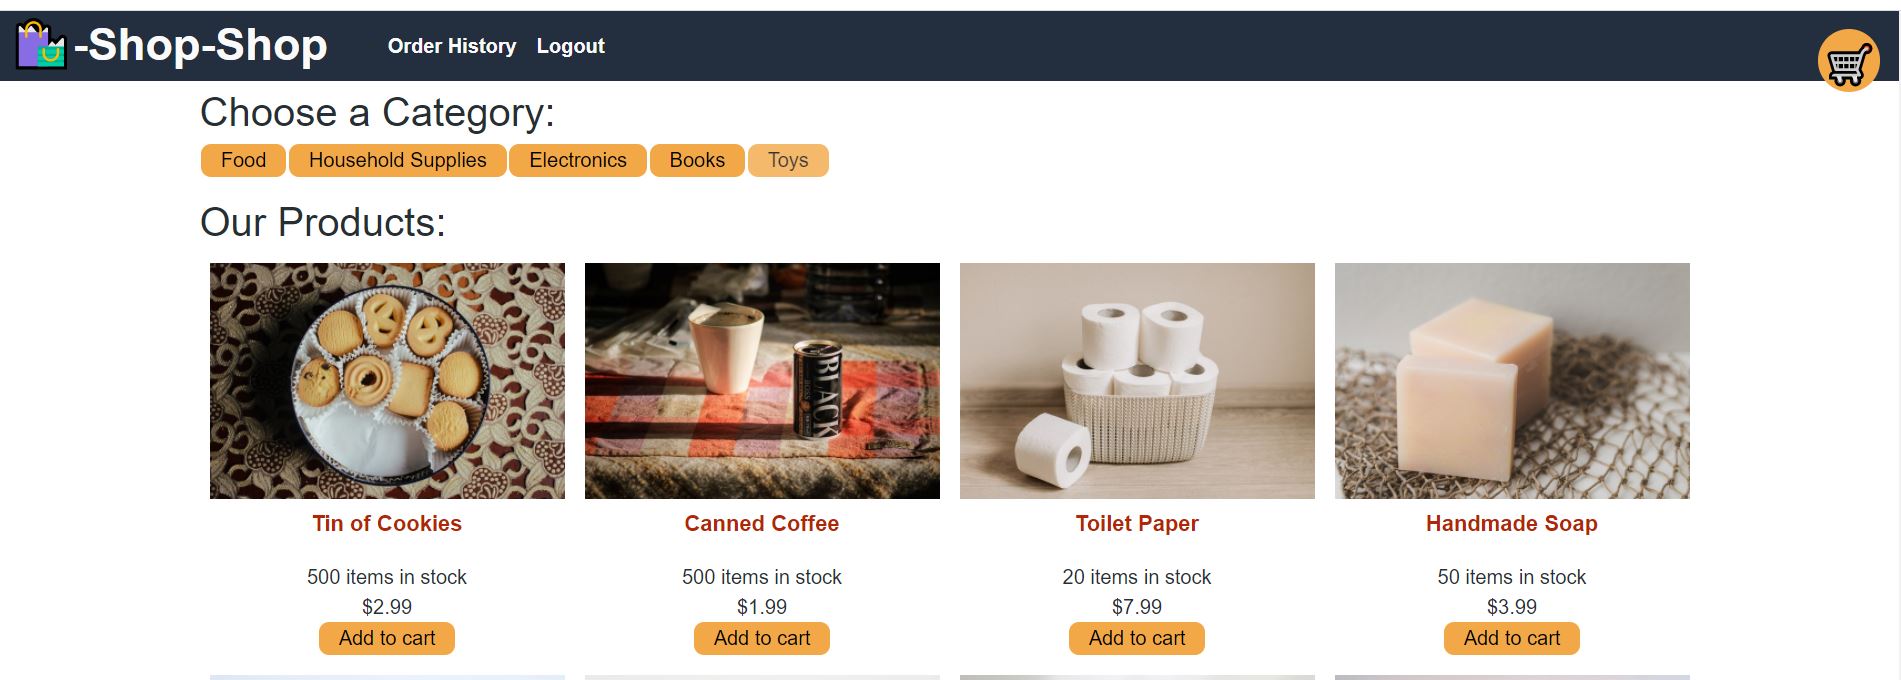 -Shop-Shop Order History Logout
Choose a Category:
Food Household Supplies Electronics Books Toys
Our Products:
BLACK
BOSS
Tin of Cookies Canned Coffee Toilet Paper Handmade Soap
500 items in stock 500 items in stock 20 items in stock 50 items in stock
$2.99 $1.99 $7.99 $3.99
Add to cart Add to cart Add to cart Add to cart